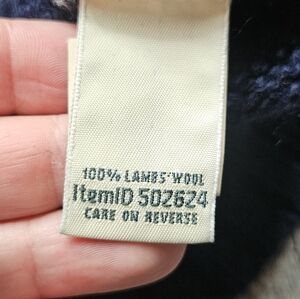 100% LAMBS' WOOL
ItemID 502624
CARE ON REVERSE